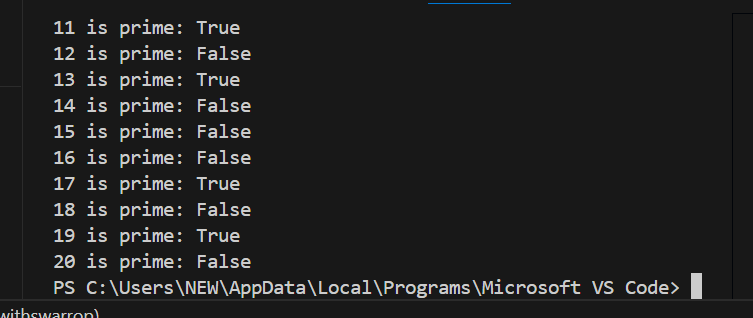 11 is prime: True
12 is prime: False
13 is prime: True
14 is prime: False
15 is prime: False
16 is prime: False
17 is prime: True
18 is prime: False
19 is prime: True
20 is prime: False
PS C:\Users\NEW\AppData\Local\Programs\Microsoft VS Code>
withswarron)